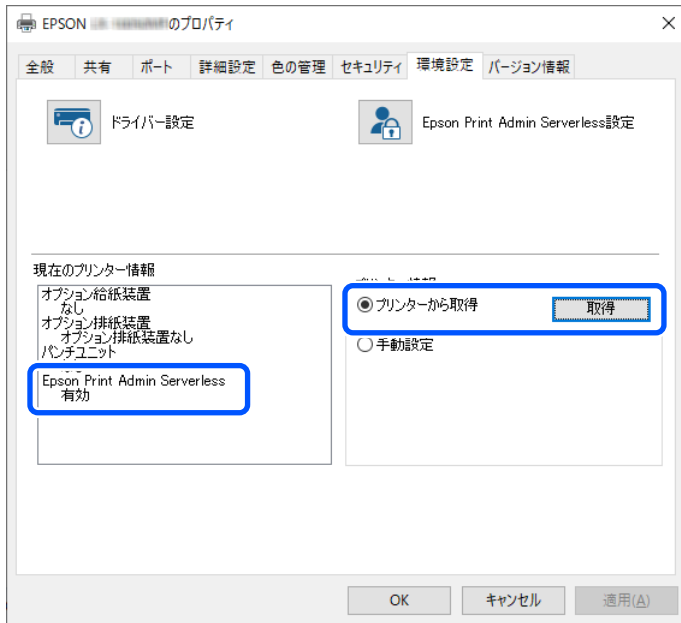 EPSON のプロパティ
全般 共有 ポート 詳細設定 色の管理 セキュリティ 環境設定 バージョン情報
ドライバー設定
Epson Print Admin Serverless設定
現在のプリンター情報
オプション給紙装置
なし
オプション排紙装置
オプション排紙装置なし
パンチユニット
Epson Print Admin Serverless
有効
プリンターから取得
取得
手動設定
OK キャンセル 適用(A)